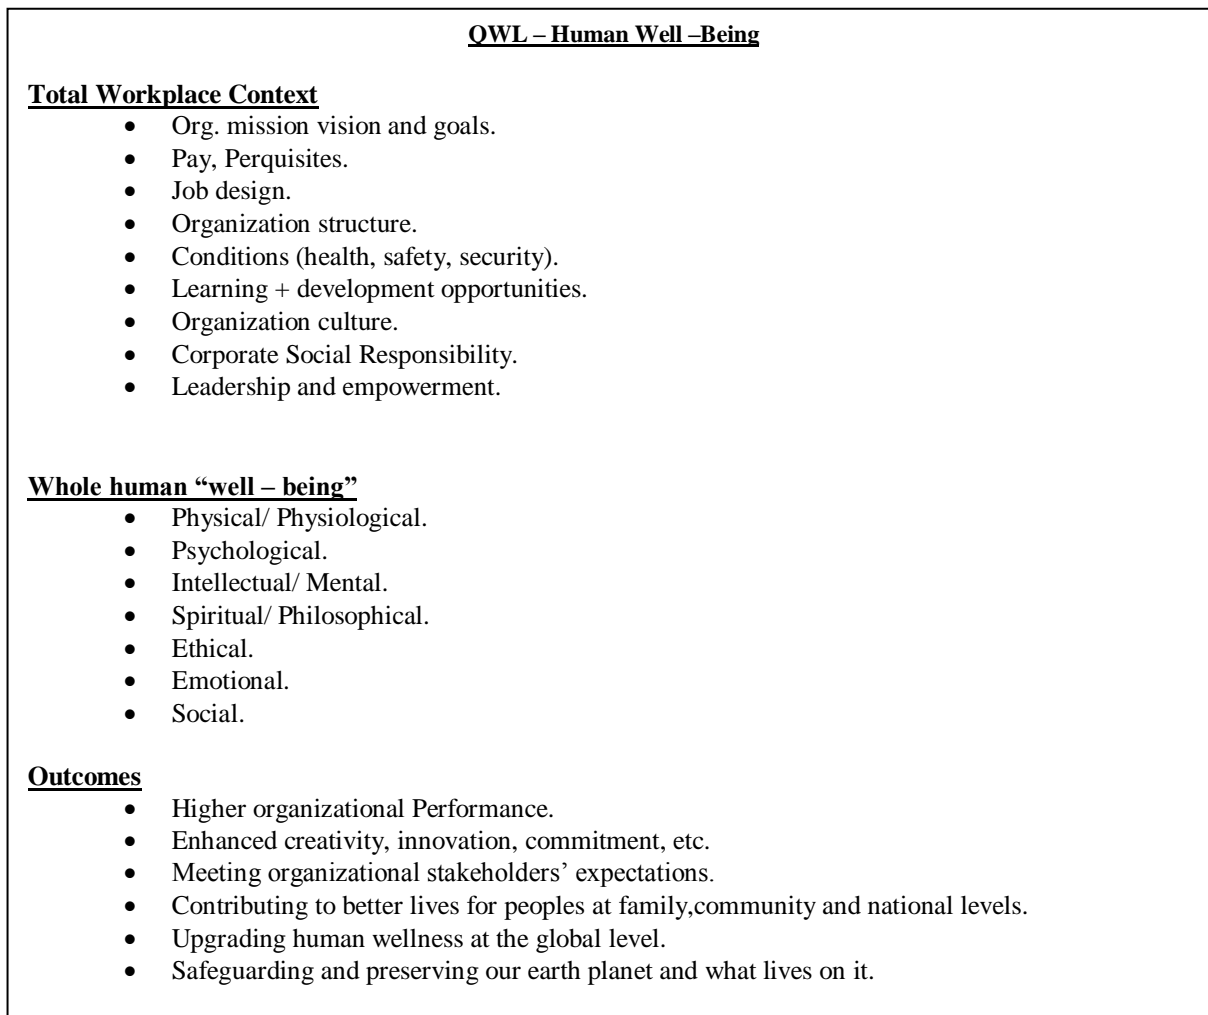 QWL – Human Well –Being
Total Workplace Context
• Org. mission vision and goals.
• Pay, Perquisites.
• Job design.
• Organization structure.
• Conditions (health, safety, security).
• Learning + development opportunities.
• Organization culture.
• Corporate Social Responsibility.
• Leadership and empowerment.
Whole human “well – being”
• Physical/ Physiological.
• Psychological.
• Intellectual/ Mental.
• Spiritual/ Philosophical.
• Ethical.
• Emotional.
• Social.
Outcomes
• Higher organizational Performance.
• Enhanced creativity, innovation, commitment, etc.
• Meeting organizational stakeholders’ expectations.
• Contributing to better lives for peoples at family,community and national levels.
• Upgrading human wellness at the global level.
• Safeguarding and preserving our earth planet and what lives on it.